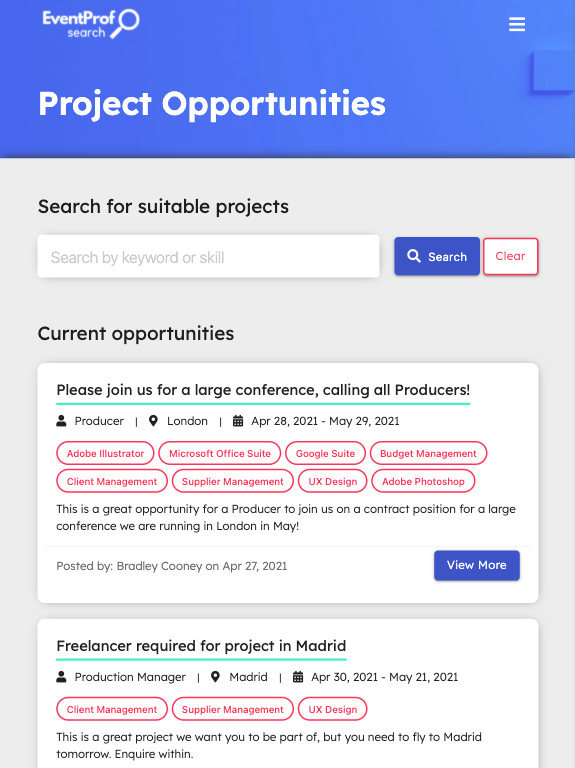 EventProf
search
Project Opportunities
Search for suitable projects
Search by keyword or skill
Search
Clear
Current opportunities
Please join us for a large conference, calling all Producers!
Producer | London | Apr 28, 2021 - May 29, 2021
Adobe Illustrator Microsoft Office Suite Google Suite Budget Management
Client Management Supplier Management UX Design Adobe Photoshop
This is a great opportunity for a Producer to join us on a contract position for a large
conference we are running in London in May!
Posted by: Bradley Cooney on Apr 27, 2021
View More
Freelancer required for project in Madrid
Production Manager | Madrid | Apr 30, 2021 - May 21, 2021
Client Management Supplier Management UX Design
This is a great project we want you to be part of, but you need to fly to Madrid
tomorrow. Enquire within.